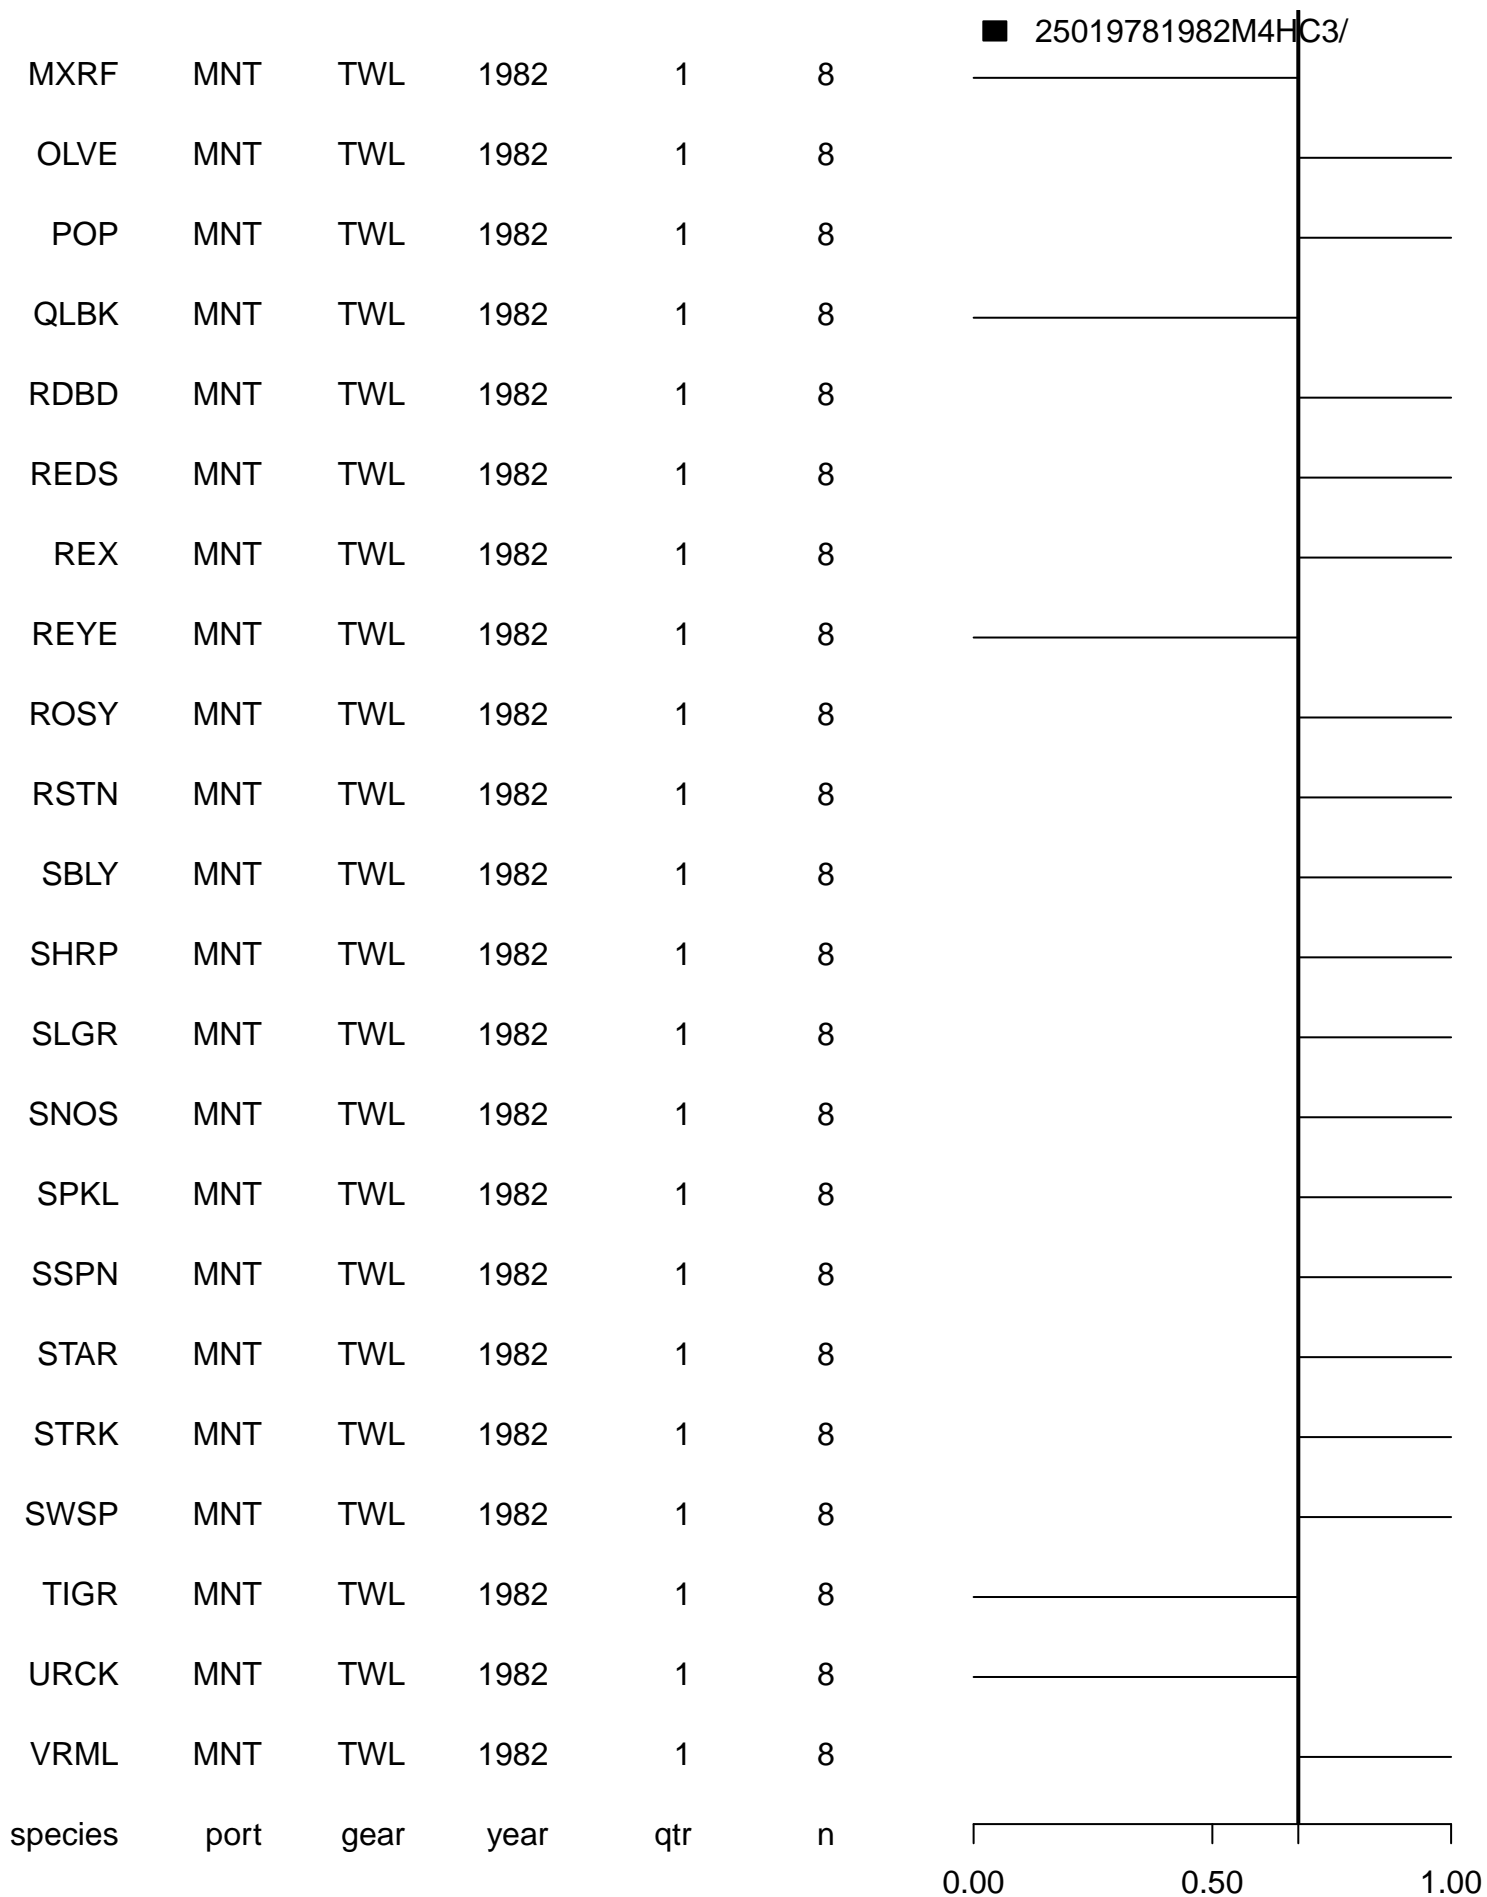 25019781982M4HC3/
MXRF MNT TWL 1982 1 8
OLVE MNT TWL 1982 1 8
POP MNT TWL 1982 1 8
QLBK MNT TWL 1982 1 8
RDBD MNT TWL 1982 1 8
REDS MNT TWL 1982 1 8
REX MNT TWL 1982 1 8
REYE MNT TWL 1982 1 8
ROSY MNT TWL 1982 1 8
RSTN MNT TWL 1982 1 8
SBLY MNT TWL 1982 1 8
SHRP MNT TWL 1982 1 8
SLGR MNT TWL 1982 1 8
SNOS MNT TWL 1982 1 8
SPKL MNT TWL 1982 1 8
SSPN MNT TWL 1982 1 8
STAR MNT TWL 1982 1 8
STRK MNT TWL 1982 1 8
SWSP MNT TWL 1982 1 8
TIGR MNT TWL 1982 1 8
URCK MNT TWL 1982 1 8
VRML MNT TWL 1982 1 8
species port gear year qtr n
0.00 0.50 1.00